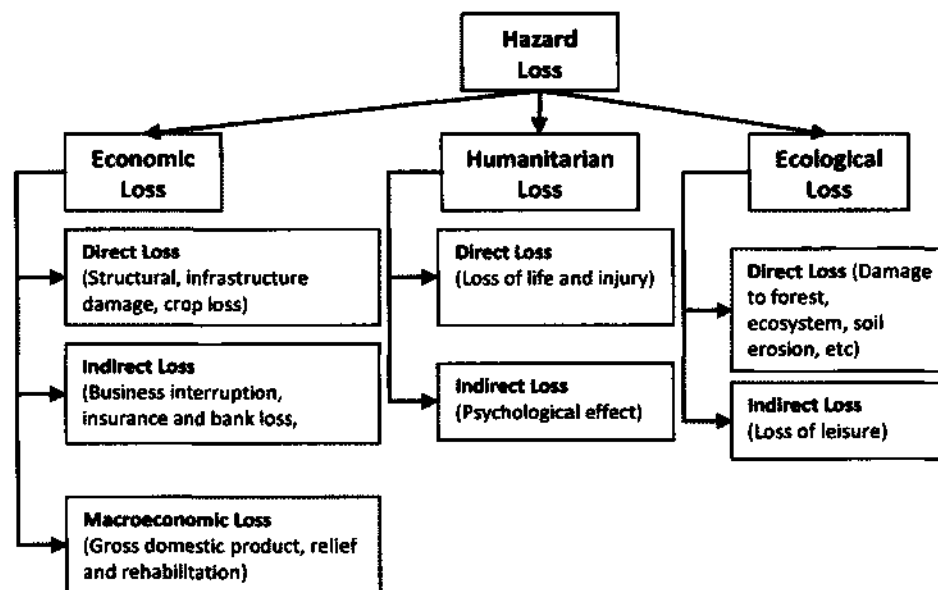 Hazard
Loss
Economic
Loss
Humanitarian
Loss
Ecological
Loss
Direct Loss
(Structural, infrastructure
damage, crop loss)
Indirect Loss
(Business interruption,
insurance and bank loss,
Macroeconomic Loss
(Gross domestic product, relief
and rehabilitation)
Direct Loss
(Loss of life and injury)
Indirect Loss
(Psychological effect)
Direct Loss (Damage
to forest,
ecosystem, soil
erosion, etc)
Indirect Loss
(Loss of leisure)